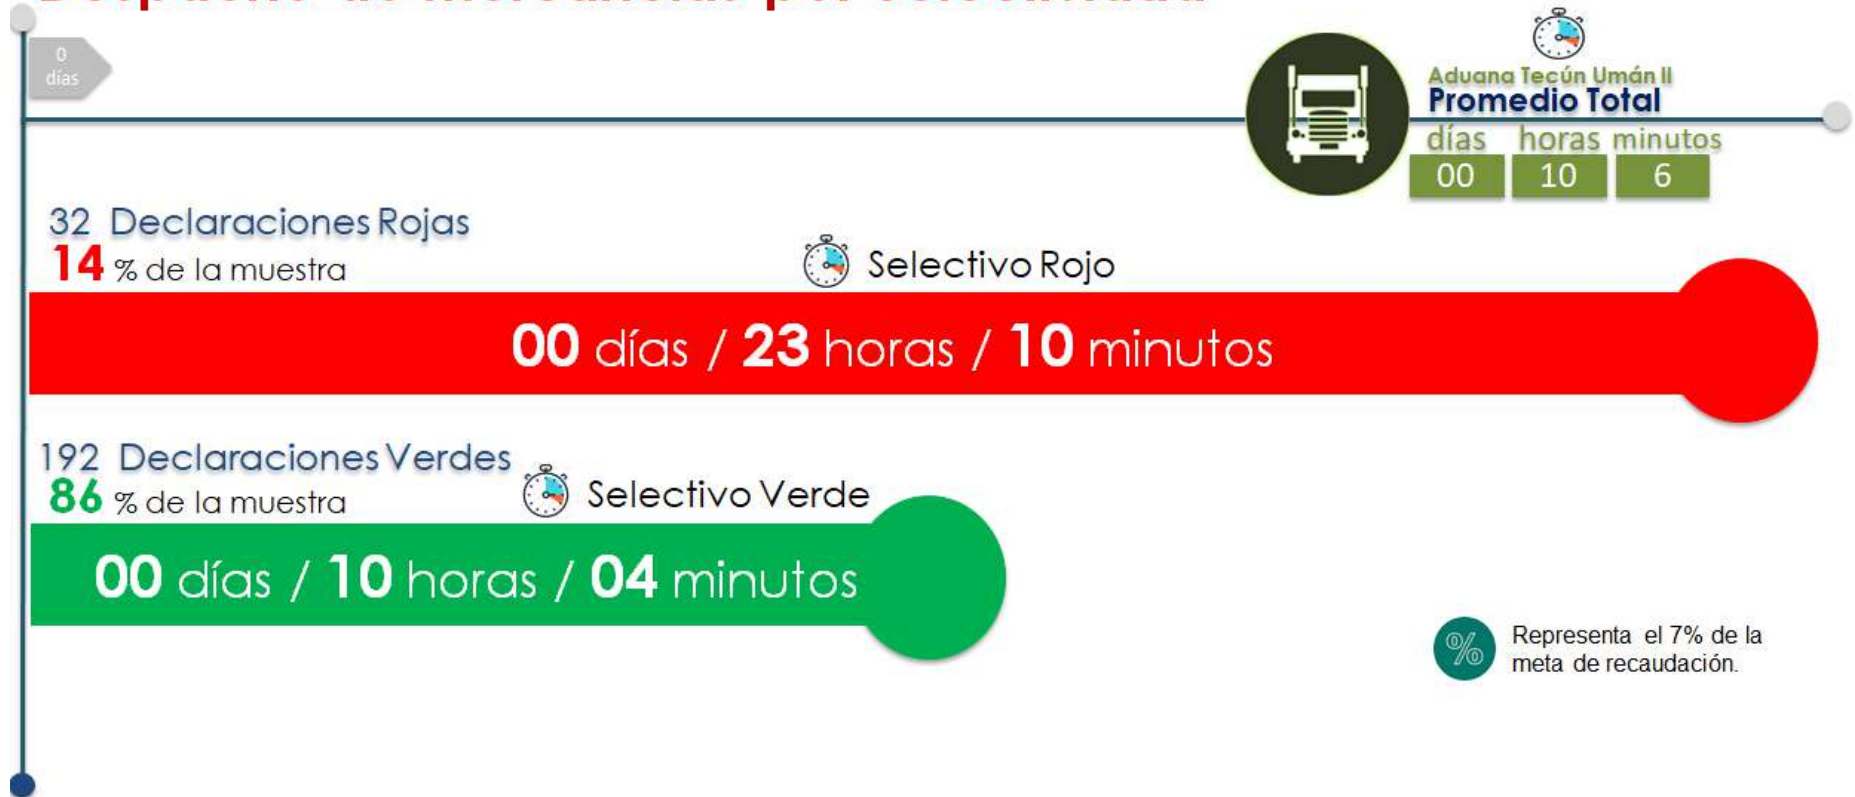 0
días
Aduana Tecún Umán II
Promedio Total
días horas minutos
00 10 6
32 Declaraciones Rojas
14 % de la muestra
Selectivo Rojo
00 días / 23 horas / 10 minutos
192 Declaraciones Verdes
86 % de la muestra
Selectivo Verde
00 días / 10 horas / 04 minutos
%
Representa el 7% de la
meta de recaudación.